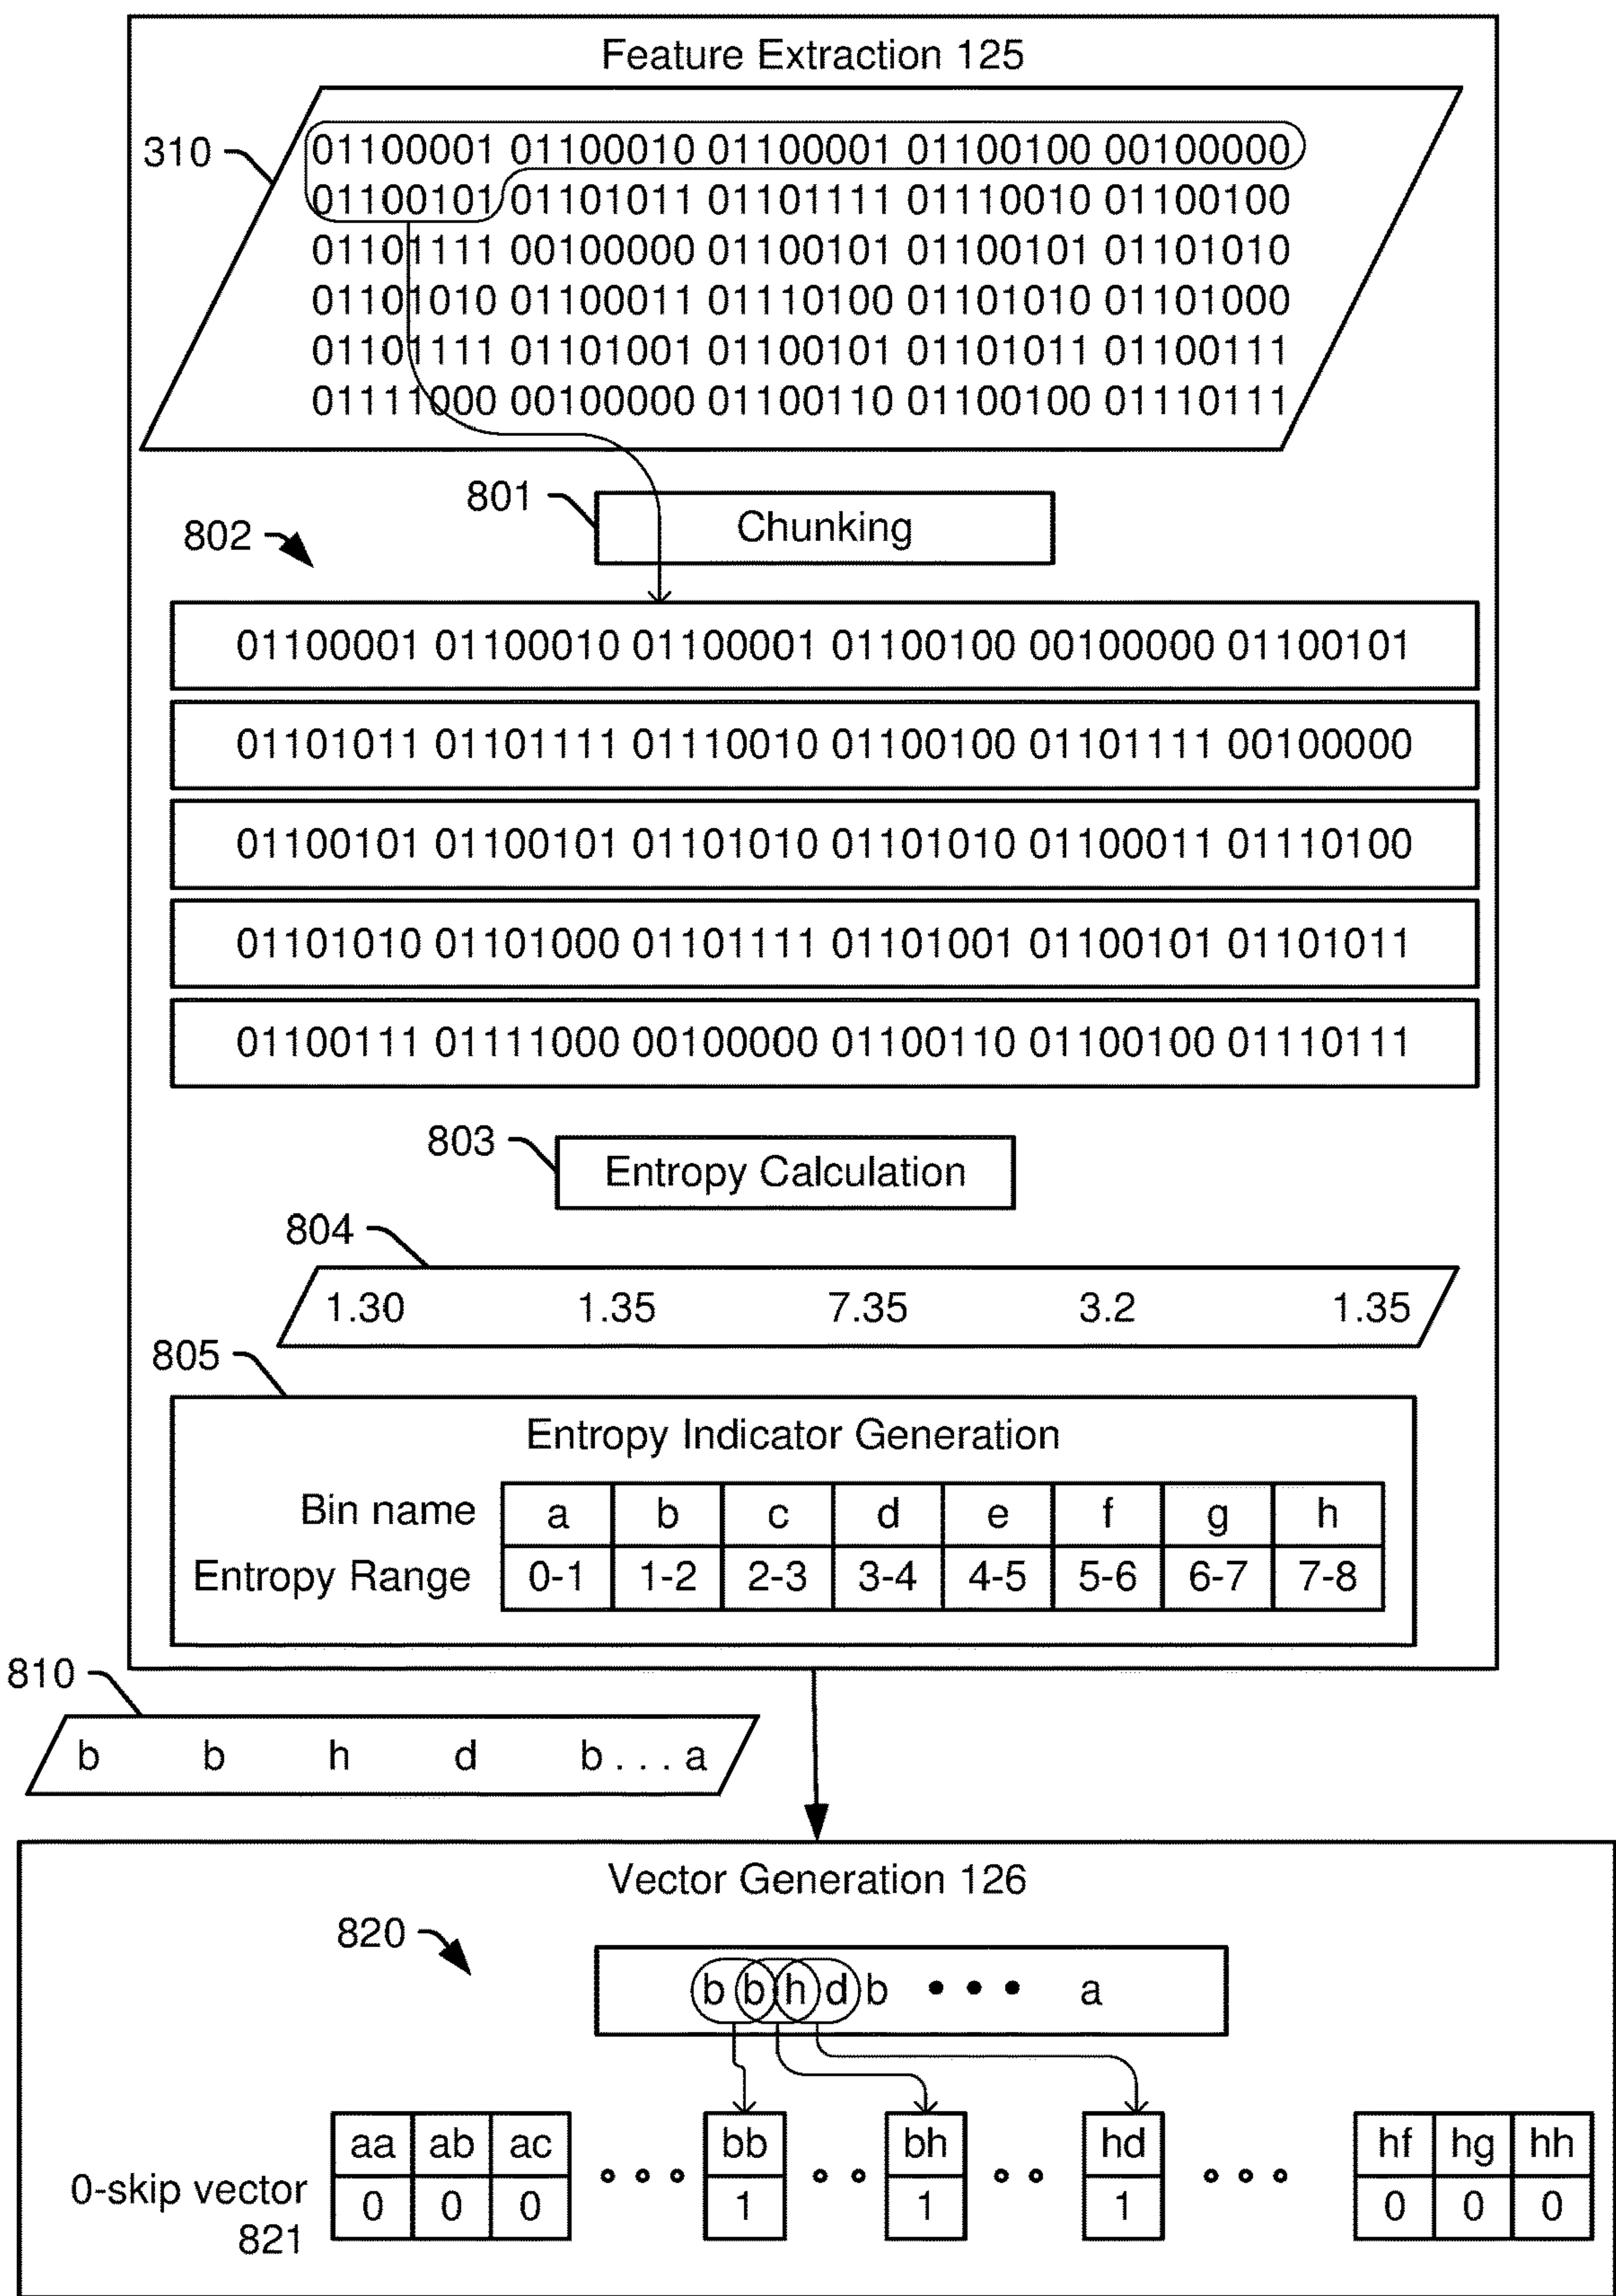 Feature Extraction 125
310
01100001 01100010 01100001 01100100 00100000
01100101 01101011 01101111 01110010 01100100
01101111 00100000 01100101 01100101 01101010
01101010 01100011 01110100 01101010 01101000
01101111 01101001 01100101 01101011 01100111
01111000 00100000 01100110 01100100 01110111
801
Chunking
802
01100001 01100010 01100001 01100100 00100000 01100101
01101011 01101111 01110010 01100100 01101111 00100000
01100101 01100101 01101010 01101010 01100011 01110100
01101010 01101000 01101111 01101001 01100101 01101011
01100111 01111000 00100000 01100110 01100100 01110111
803
Entropy Calculation
804
1.30 1.35 7.35 3.2 1.35
805
Entropy Indicator Generation
Bin name a b c d e f g h
Entropy Range 0-1 1-2 2-3 3-4 4-5 5-6 6-7 7-8
810
b b h d b . . . a
Vector Generation 126
820
b b h d b • • • a
aa ab ac bb bh hd hf hg hh
0-skip vector 0 0 0 1 1 1 0 0 0
821